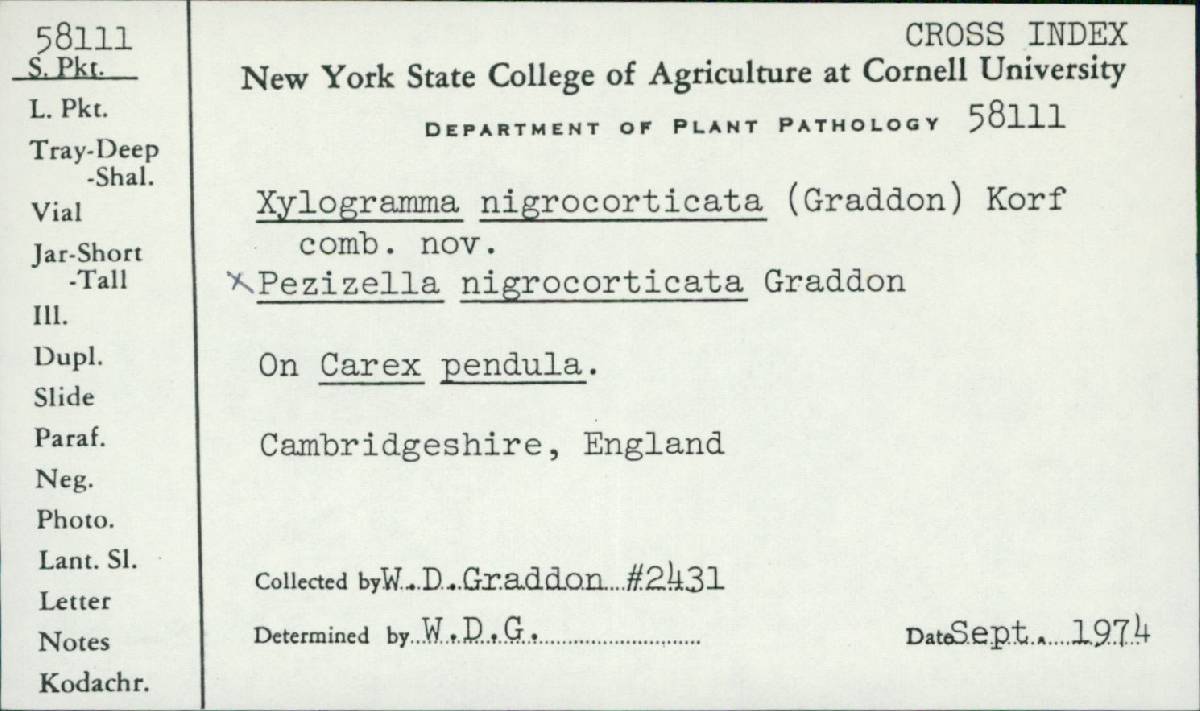 58111
S. Pkt.
L. Pkt.
Tray-Deep
-Shal.
Vial
Jar-Short
-Tall
Ill.
Dupl.
Slide
Paraf.
Neg.
Photo.
Lant. Sl.
Letter
Notes
Kodachr.
CROSS INDEX
New York State College of Agriculture at Cornell University
DEPARTMENT OF PLANT PATHOLOGY 58111
Xylogramma nigrocorticata (Graddon) Korf
comb. nov.
×Pezizella nigrocorticata Graddon
On Carex pendula.
Cambridgeshire, England
Collected by W. D. Graddon #2431
Determined by W.D.G.
Date Sept. 1974